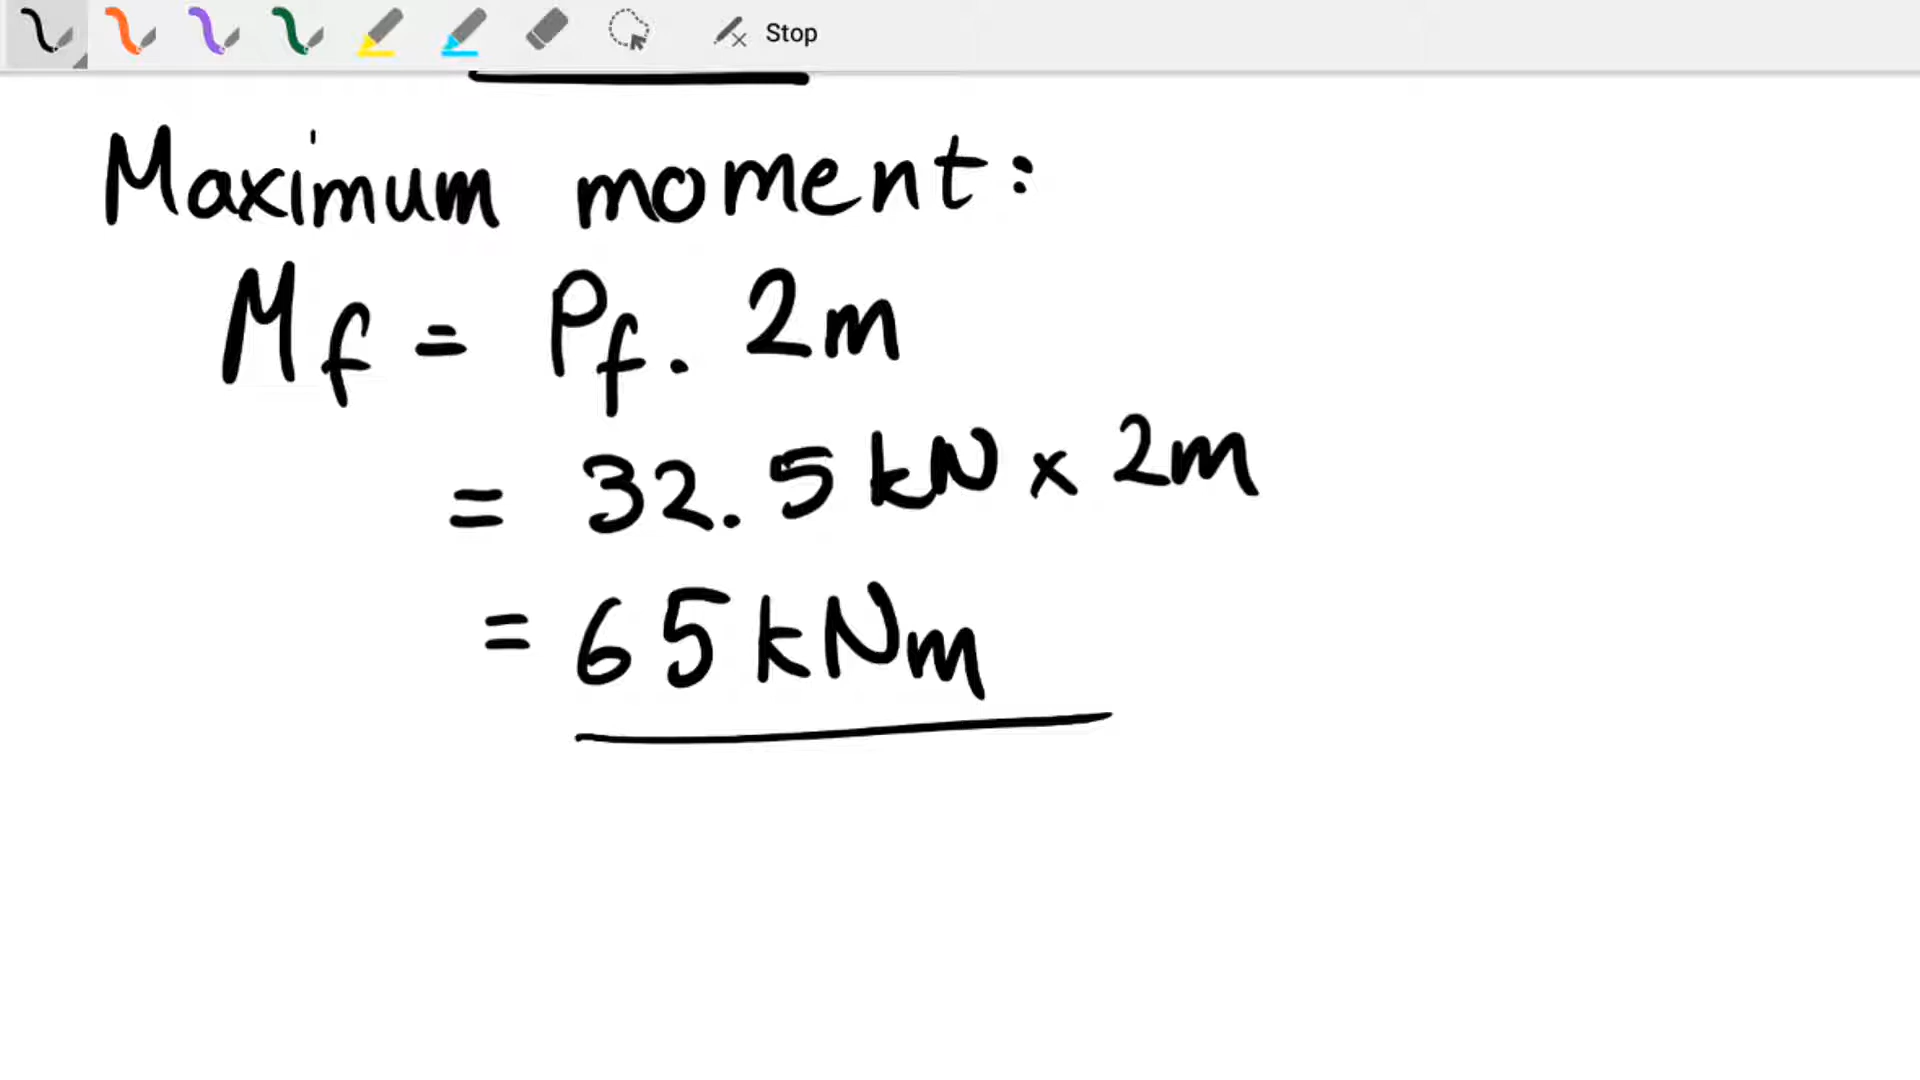 Stop
Maximum moment:
Mf = Pf. 2m
= 32.5 kN x 2m
= 65 kNm